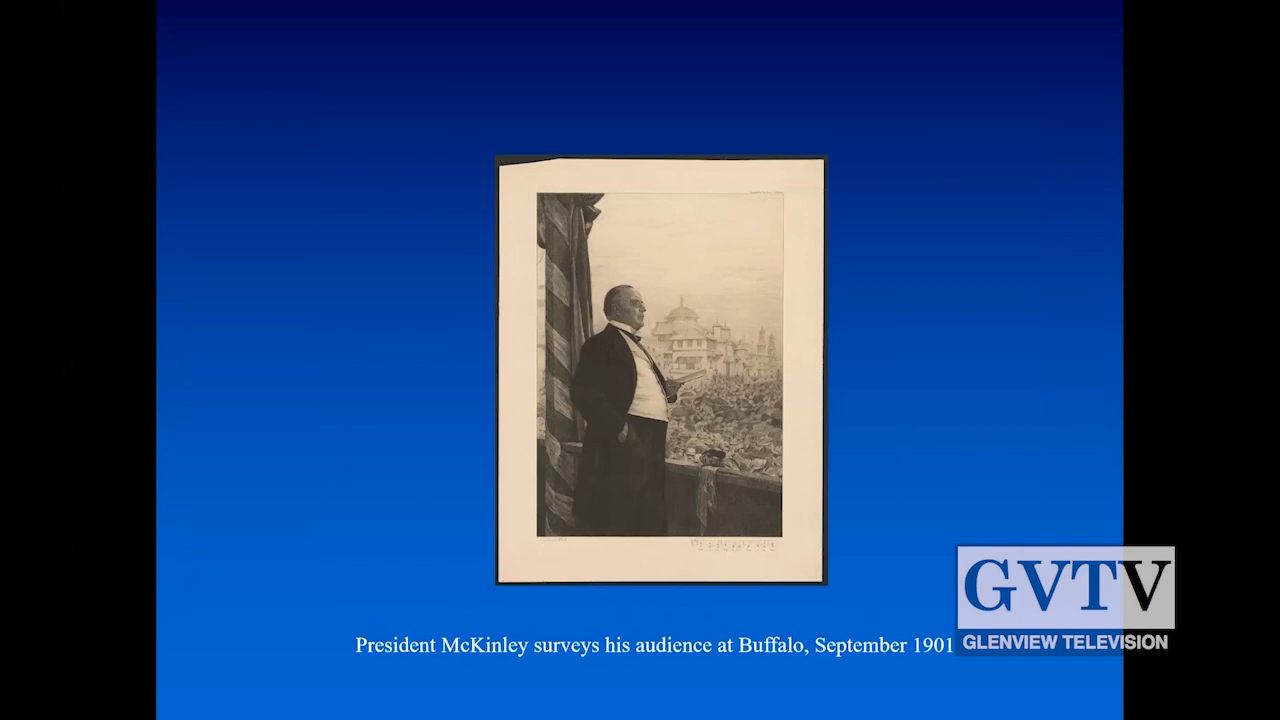 President McKinley surveys his audience at Buffalo, September 1901
GVTV
GLENVIEW TELEVISION